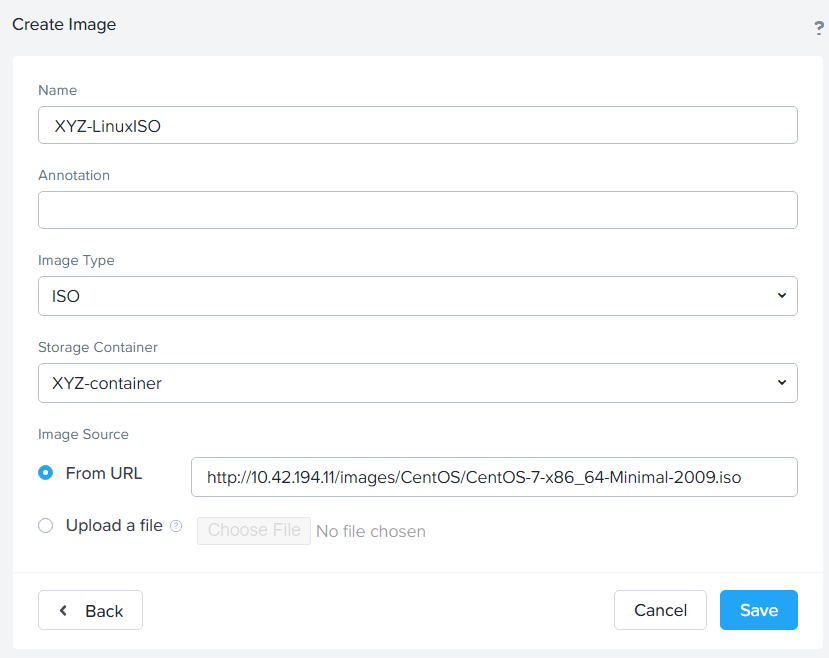 Create Image
?
Name
XYZ-LinuxISO
Annotation
Image Type
ISO
Storage Container
XYZ-container
Image Source
From URL http://10.42.194.11/images/CentOS/CentOS-7-x86_64-Minimal-2009.iso
Upload a file ? Choose File No file chosen
Back Cancel Save